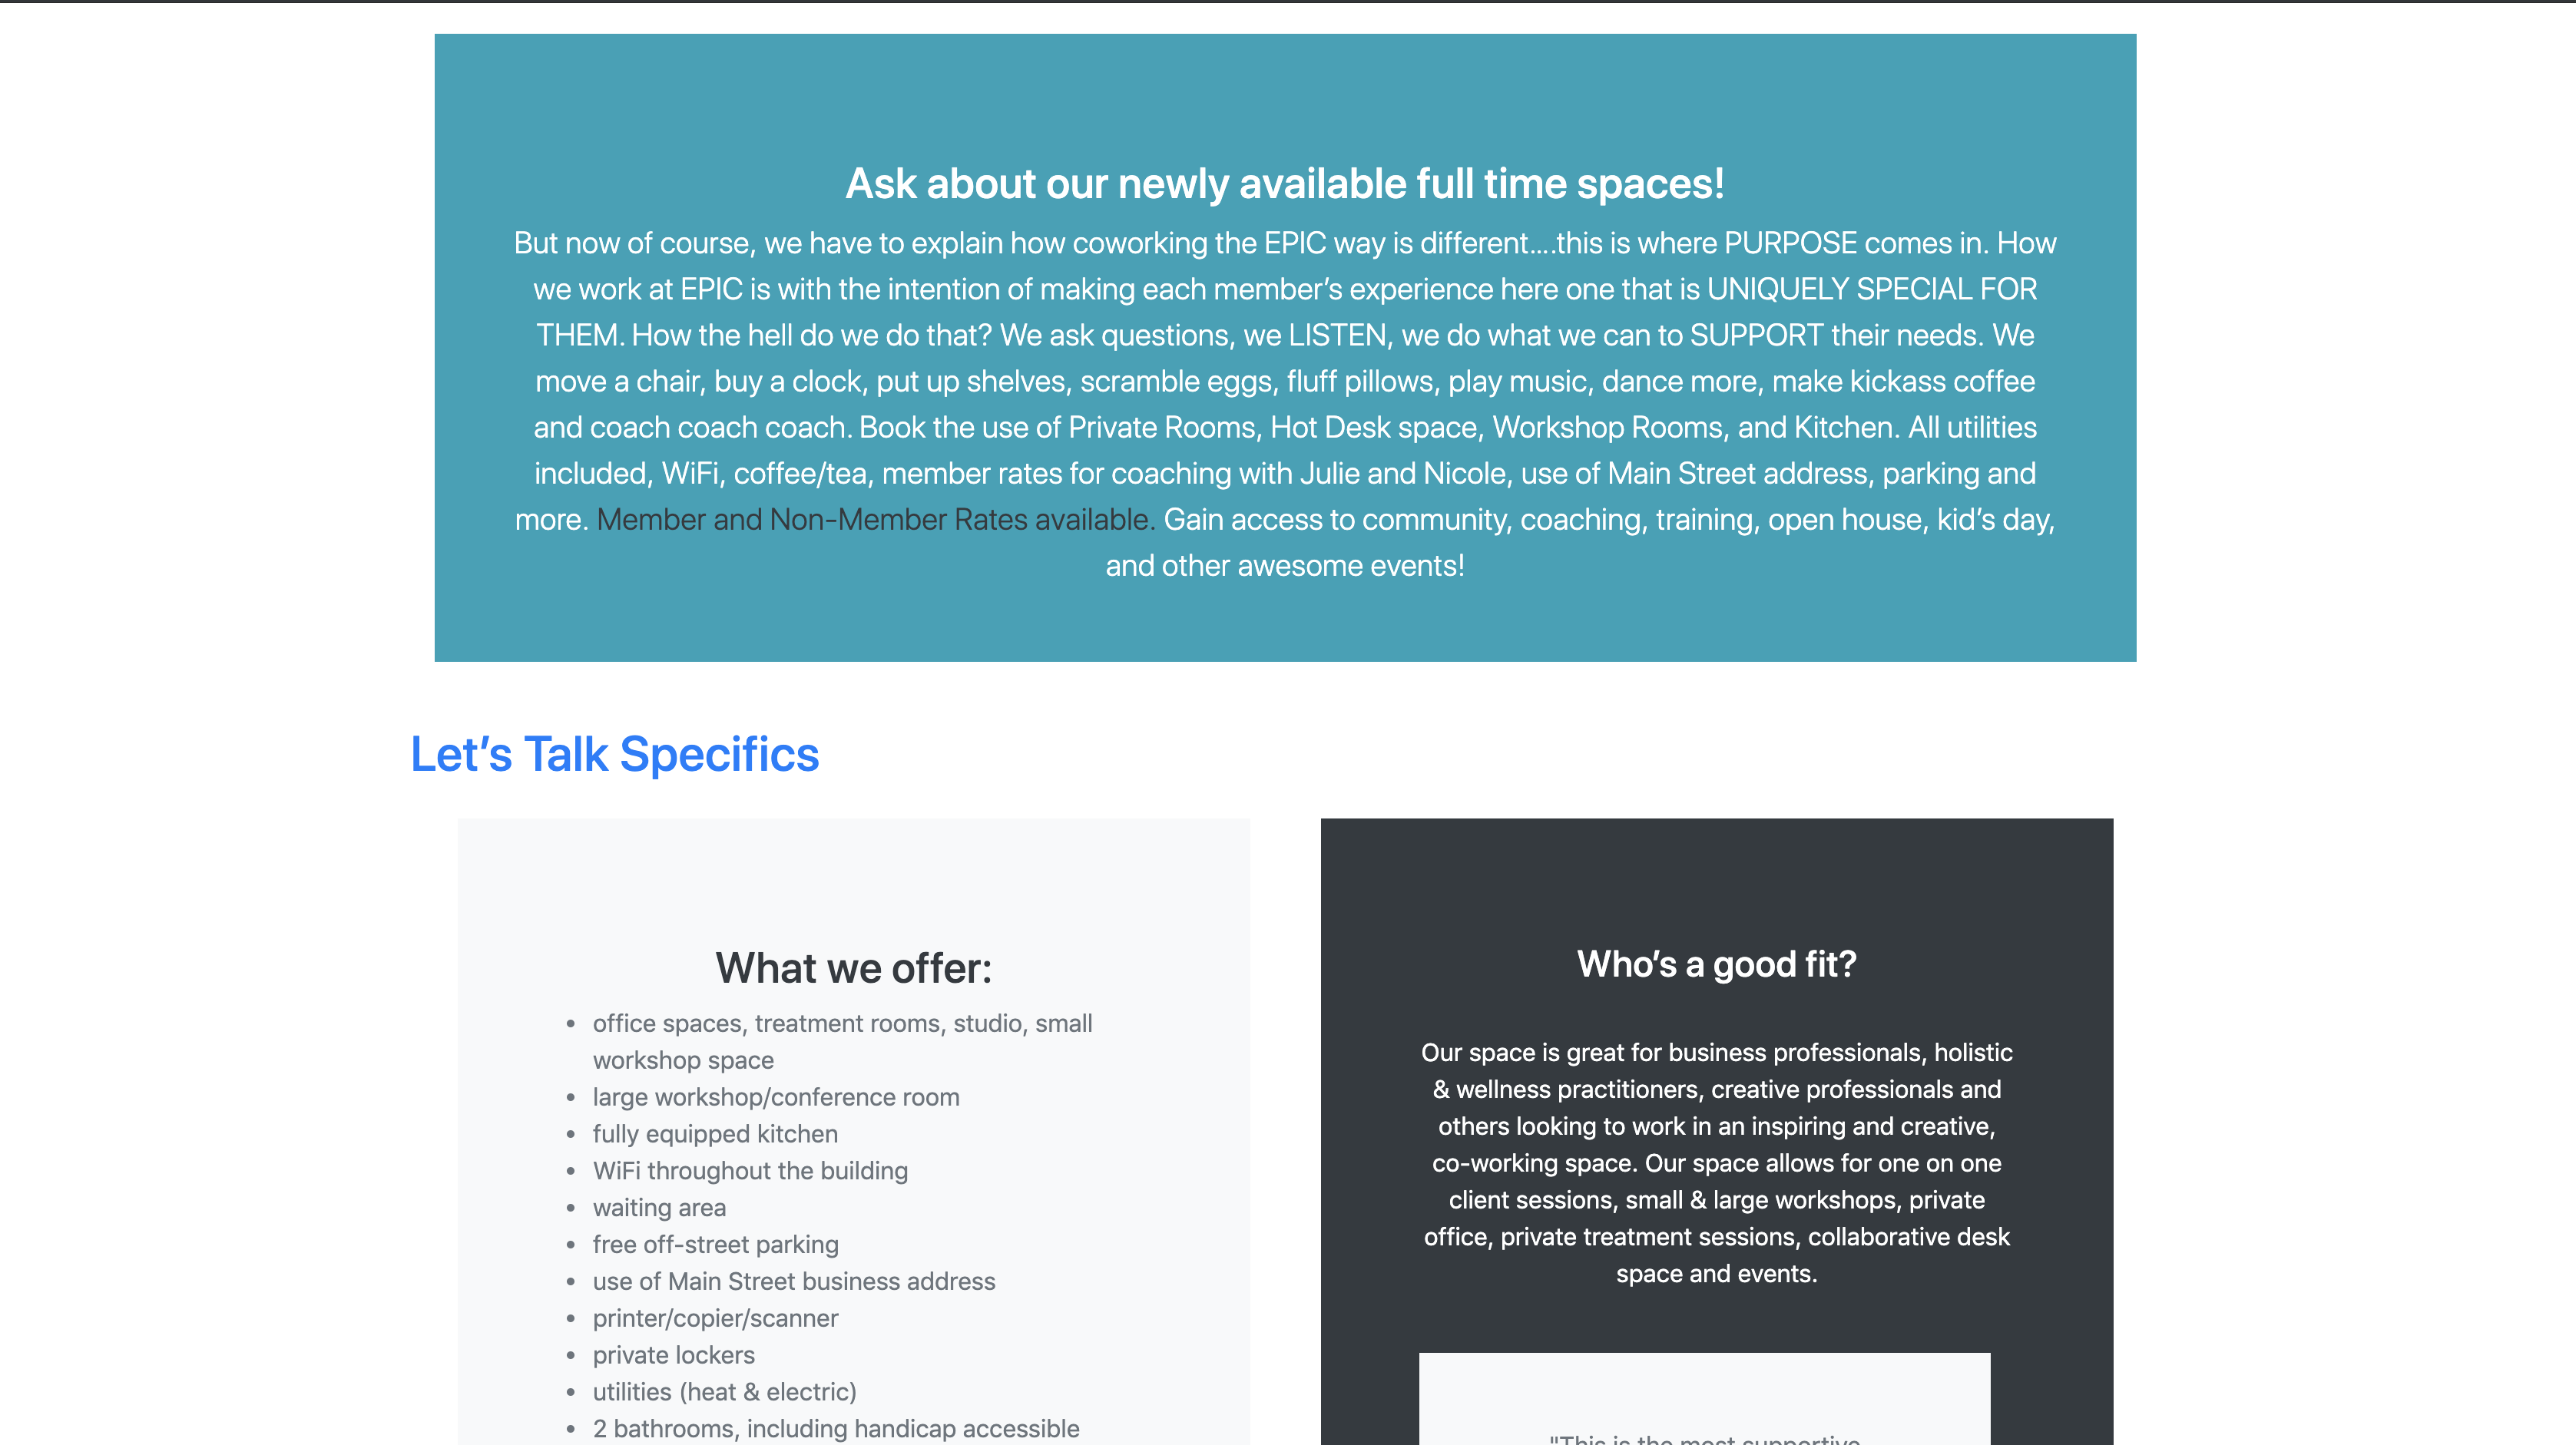 Ask about our newly available full time spaces!
But now of course, we have to explain how coworking the EPIC way is different….this is where PURPOSE comes in. How
we work at EPIC is with the intention of making each member’s experience here one that is UNIQUELY SPECIAL FOR
THEM. How the hell do we do that? We ask questions, we LISTEN, we do what we can to SUPPORT their needs. We
move a chair, buy a clock, put up shelves, scramble eggs, fluff pillows, play music, dance more, make kickass coffee
and coach coach coach. Book the use of Private Rooms, Hot Desk space, Workshop Rooms, and Kitchen. All utilities
included, WiFi, coffee/tea, member rates for coaching with Julie and Nicole, use of Main Street address, parking and
more. Member and Non-Member Rates available. Gain access to community, coaching, training, open house, kid’s day,
and other awesome events!
Let’s Talk Specifics
What we offer:
• office spaces, treatment rooms, studio, small
workshop space
• large workshop/conference room
• fully equipped kitchen
• WiFi throughout the building
• waiting area
• free off-street parking
• use of Main Street business address
• printer/copier/scanner
• private lockers
• utilities (heat & electric)
• 2 bathrooms, including handicap accessible
Who’s a good fit?
Our space is great for business professionals, holistic
& wellness practitioners, creative professionals and
others looking to work in an inspiring and creative,
co-working space. Our space allows for one on one
client sessions, small & large workshops, private
office, private treatment sessions, collaborative desk
space and events.
"This is the most supportive